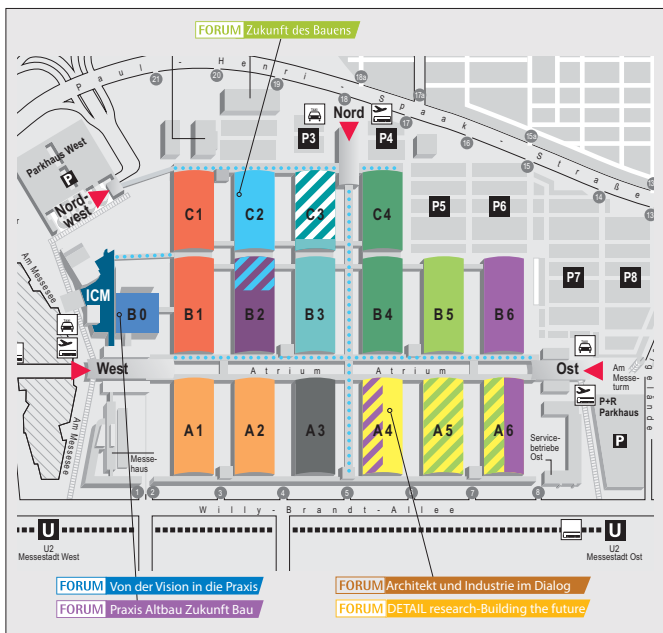 FORUM Zukunft des Bauens
Paul-Henri-Spaak-Straße
21
20
19
18
18a
17a
17
16
15a
15
14
13
13
TAXI
Nord
P3
P4
Parkhaus West
P
Nord-
west
C1
C2
C3
C4
P5
P6
Am Messesee
ICM
B0
B1
B2
B3
B4
B5
B6
P7
P8
TAXI
TAXI
West
Atrium
Atrium
Ost
Am
Messe-
turm
gelände
P+R
Parkhaus
P
Am Messesee
A1
A2
A3
A4
A5
A6
Messe-
haus
Service-
betriebe
Ost
1
2
3
4
5
6
7
8
Willy-Brandt-Allee
U
U2
Messestadt West
U
U2
Messestadt Ost
FORUM Von der Vision in die Praxis
FORUM Architekt und Industrie im Dialog
FORUM Praxis Altbau Zukunft Bau
FORUM DETAIL research-Building the future